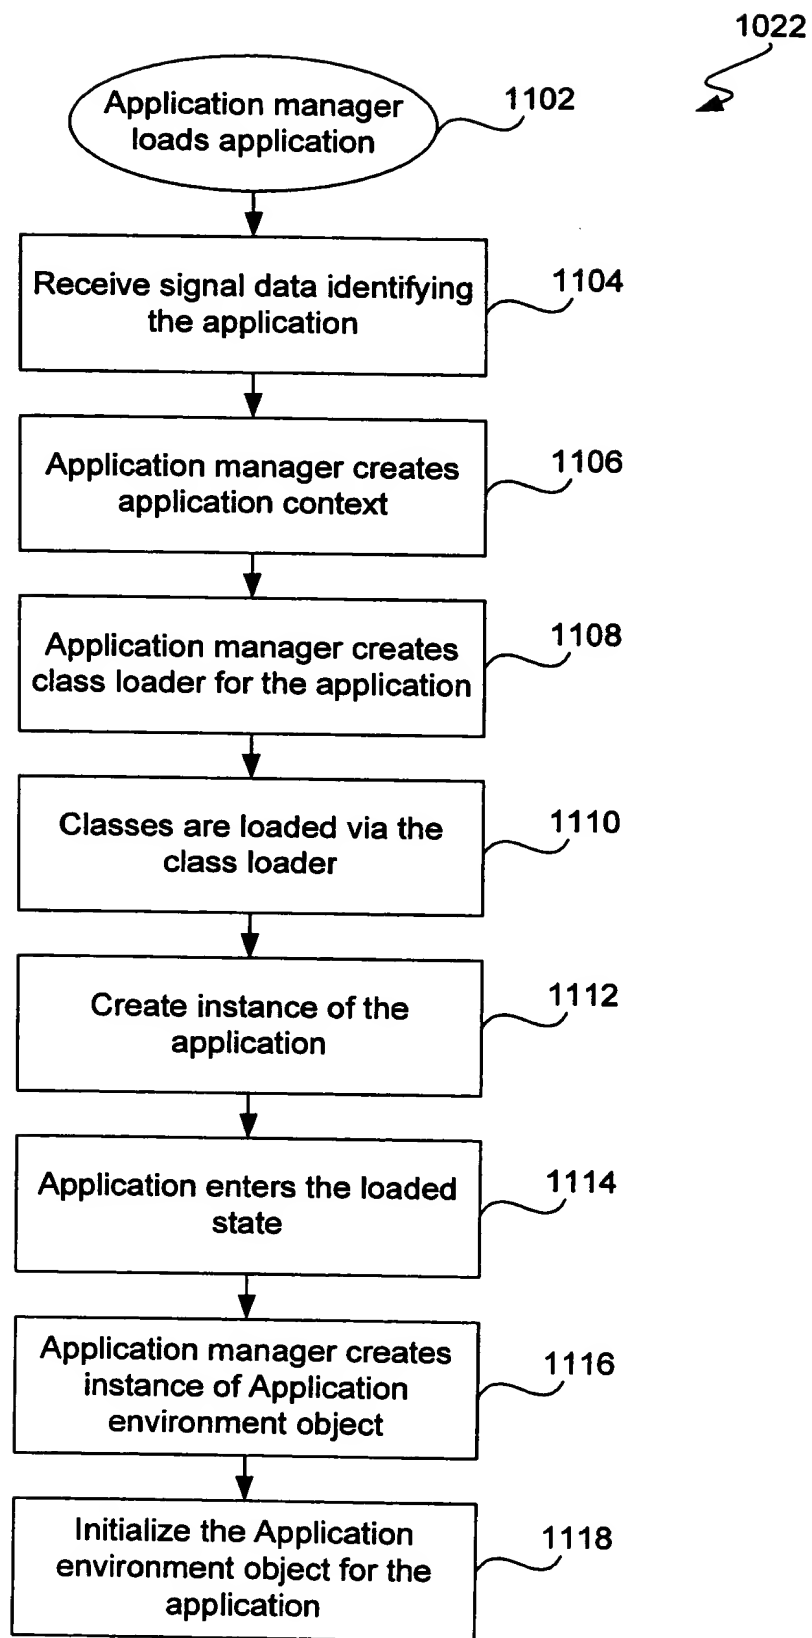 1022
Application manager
loads application
1102
Receive signal data identifying
the application
1104
Application manager creates
application context
1106
Application manager creates
class loader for the application
1108
Classes are loaded via the
class loader
1110
Create instance of the
application
1112
Application enters the loaded
state
1114
Application manager creates
instance of Application
environment object
1116
Initialize the Application
environment object for the
application
1118